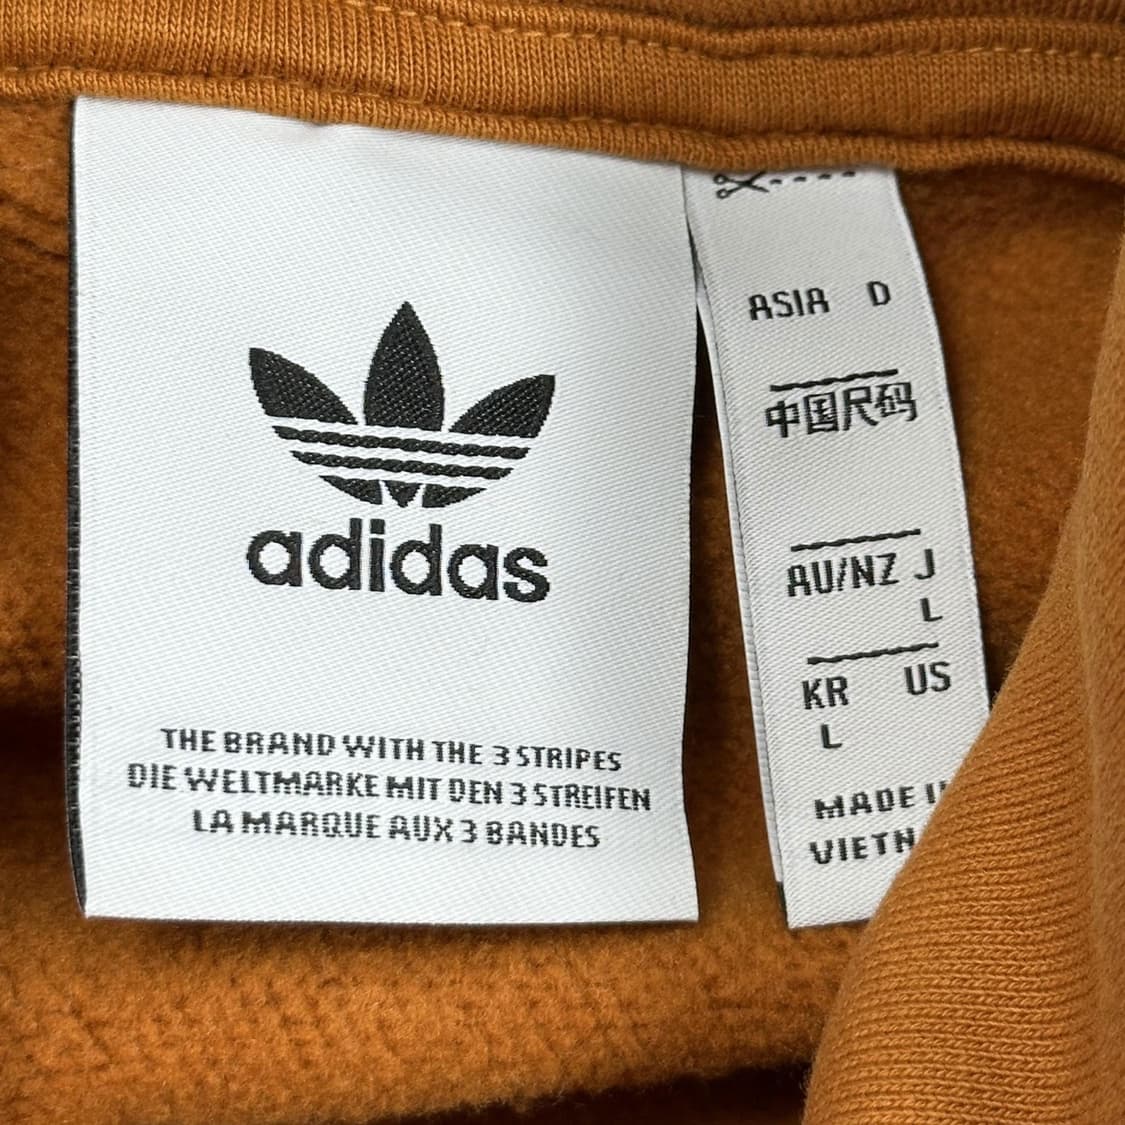 adidas
THE BRAND WITH THE 3 STRIPES
DIE WELTMARKE MIT DEN 3 STREIFEN
LA MARQUE AUX 3 BANDES
ASIA D
中国尺码
AU/NZ J
L
KR US
L
MADE